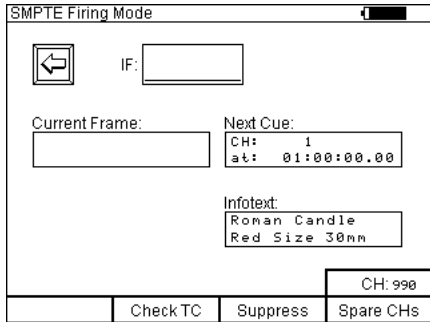 SMPTE Firing Mode
IF:
Current Frame:
Next Cue:
CH: 1
at: 01:00:00.00
Infotext:
Roman Candle
Red Size 30mm
CH: 990
Check TC Suppress Spare CHs